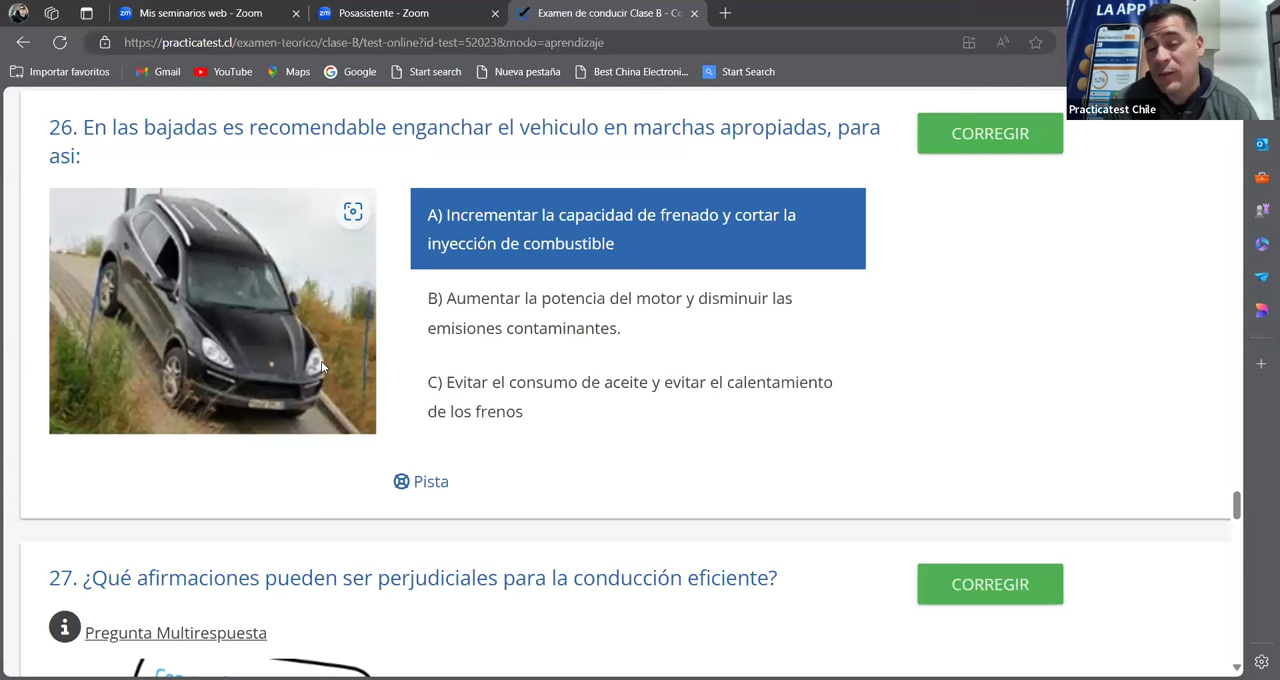 Mis seminarios web - Zoom
Posasistente - Zoom
Examen de conducir Clase B - Co
https://practicatest.cl/examen-teorico/clase-B/test-online?id-test=52023&modo=aprendizaje
Importar favoritos
Gmail
YouTube
Maps
Google
Start search
Nueva pestaña
Best China Electroni...
Start Search
LA APP
62%
Practicatest Chile
26. En las bajadas es recomendable enganchar el vehiculo en marchas apropiadas, para
asi:
CORREGIR
A) Incrementar la capacidad de frenado y cortar la
inyección de combustible
B) Aumentar la potencia del motor y disminuir las
emisiones contaminantes.
C) Evitar el consumo de aceite y evitar el calentamiento
de los frenos
Pista
27. ¿Qué afirmaciones pueden ser perjudiciales para la conducción eficiente?
CORREGIR
Pregunta Multirespuesta